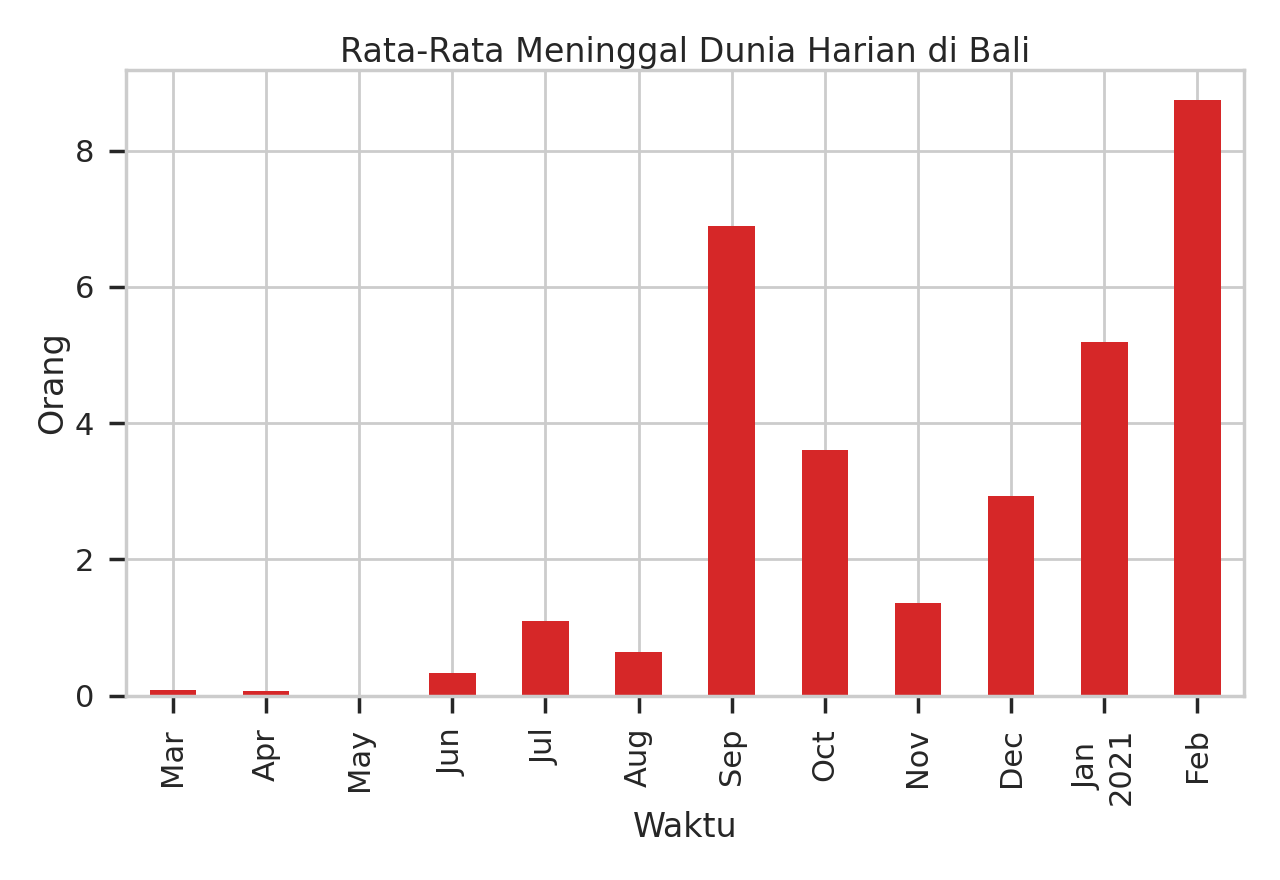 Rata-Rata Meninggal Dunia Harian di Bali
Orang
8
6
4
2
0
Mar
Apr
May
Jun
Jul
Aug
Sep
Oct
Nov
Dec
Jan
2021
Feb
Waktu